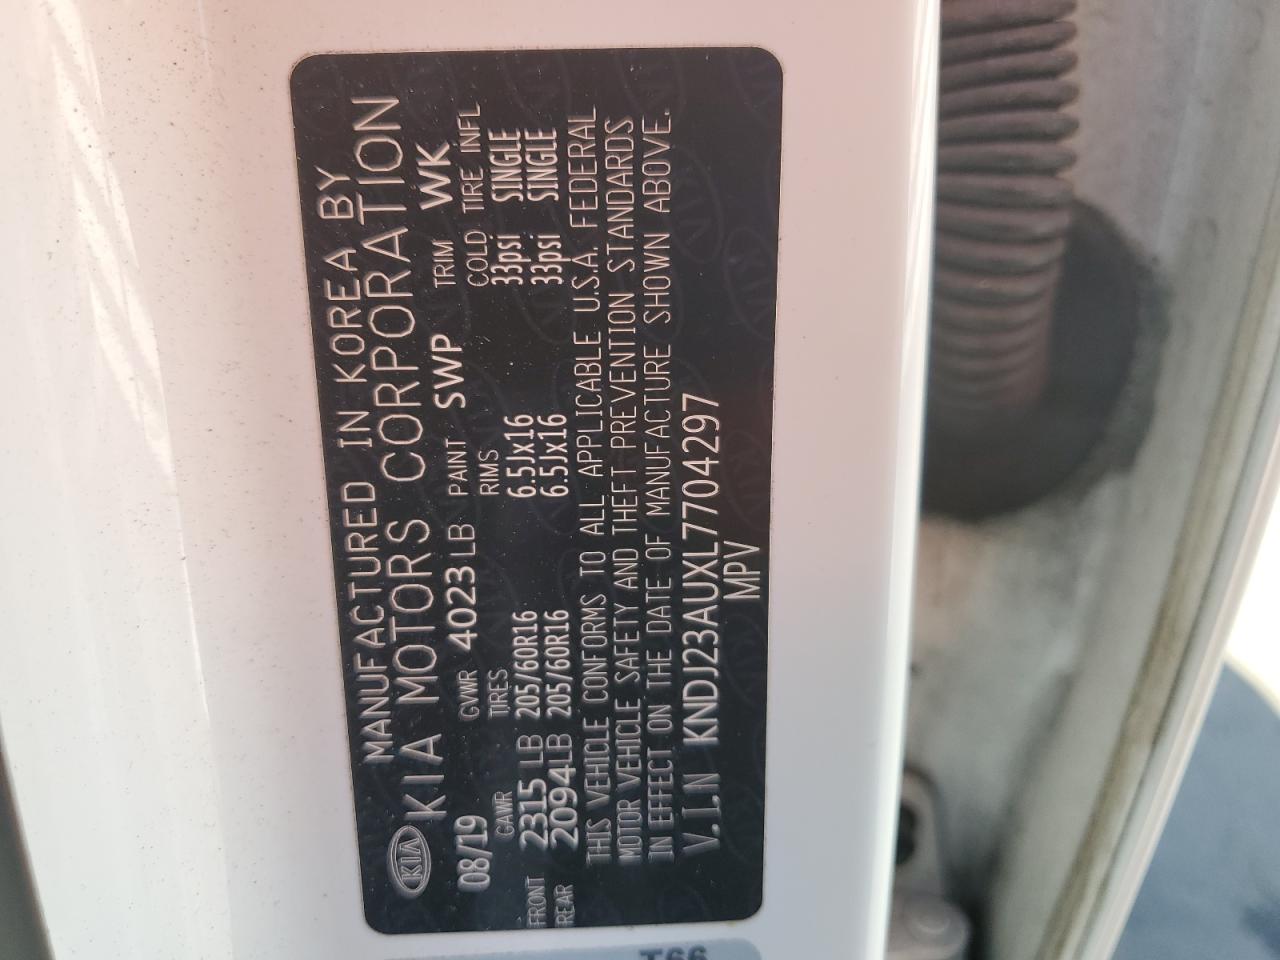 MANUFACTURED IN KOREA BY
KIA KIA MOTORS CORPORATION
08/19 GVWR 4023 LB PAINT SWP TRIM WK
GAWR TIRES RIMS COLD TIRE INFL
FRONT 2315 LB 205/60R16 6.5Jx16 33psi SINGLE
REAR 2094LB 205/60R16 6.5Jx16 33psi SINGLE
THIS VEHICLE CONFORMS TO ALL APPLICABLE U.S.A. FEDERAL
MOTOR VEHICLE SAFETY AND THEFT PREVENTION STANDARDS
IN EFFECT ON THE DATE OF MANUFACTURE SHOWN ABOVE.
V.I.N KNDJ23AUXL7704297
MPV
T66